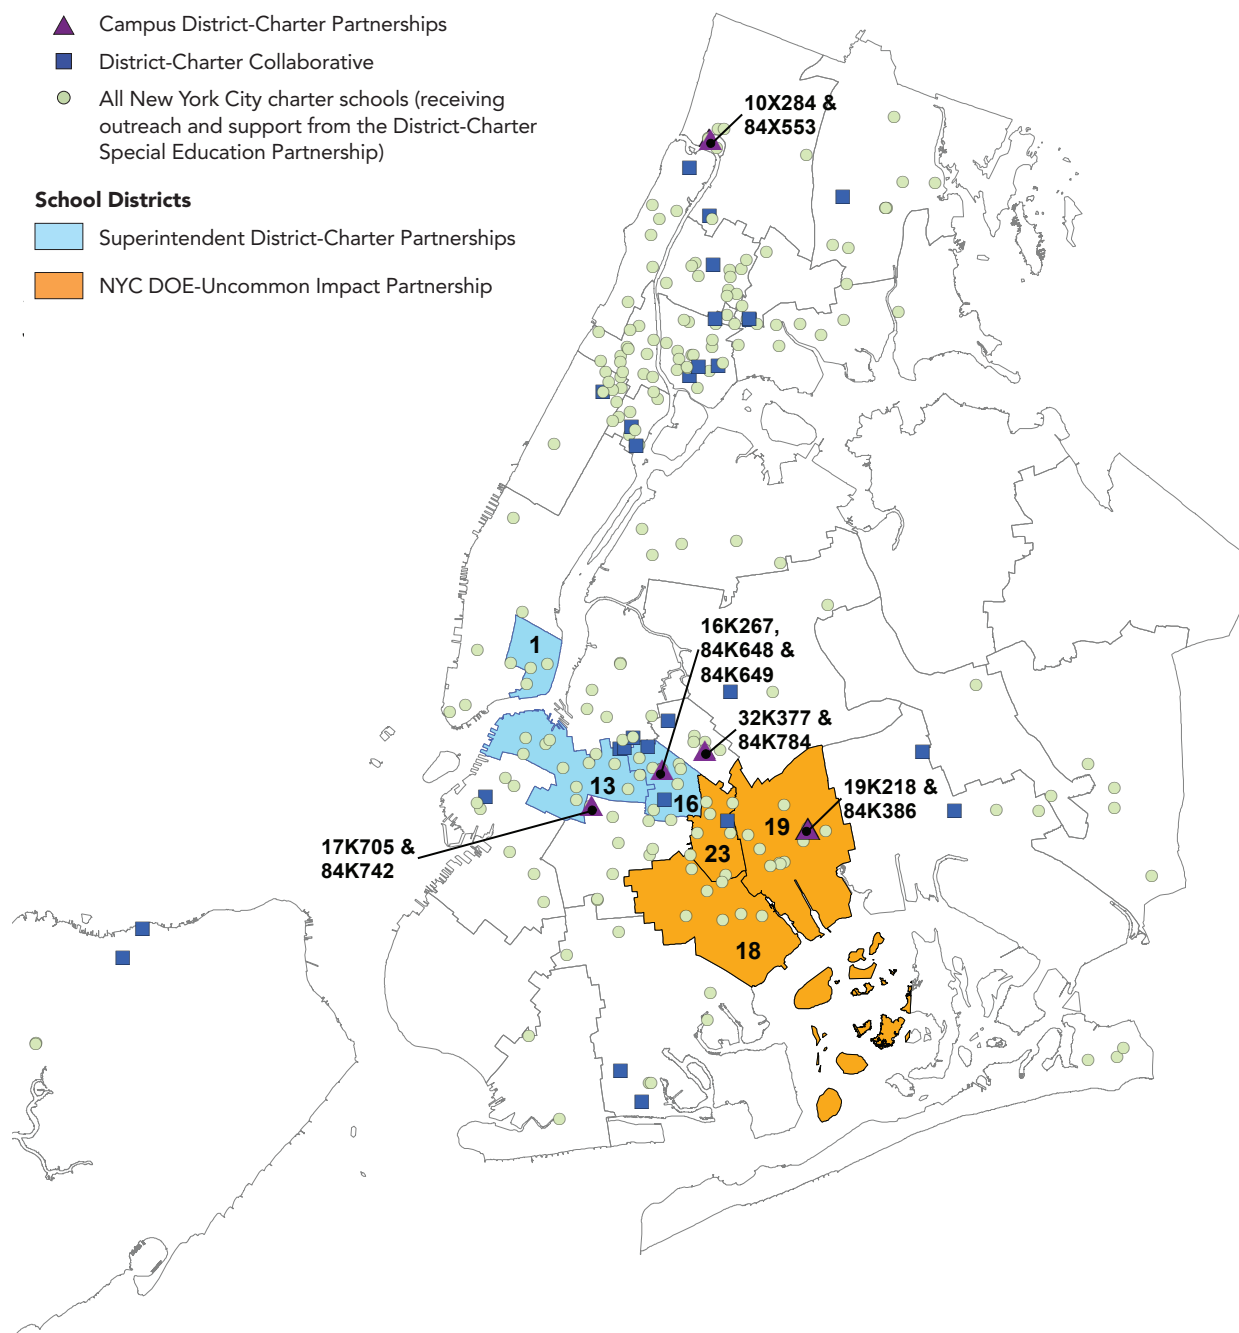 Campus District-Charter Partnerships
District-Charter Collaborative
All New York City charter schools (receiving
outreach and support from the District-Charter
Special Education Partnership)
School Districts
Superintendent District-Charter Partnerships
NYC DOE-Uncommon Impact Partnership
10X284 &
84X553
1
16K267,
84K648 &
84K649
32K377 &
84K784
13
16
19
19K218 &
84K386
17K705 &
84K742
23
18